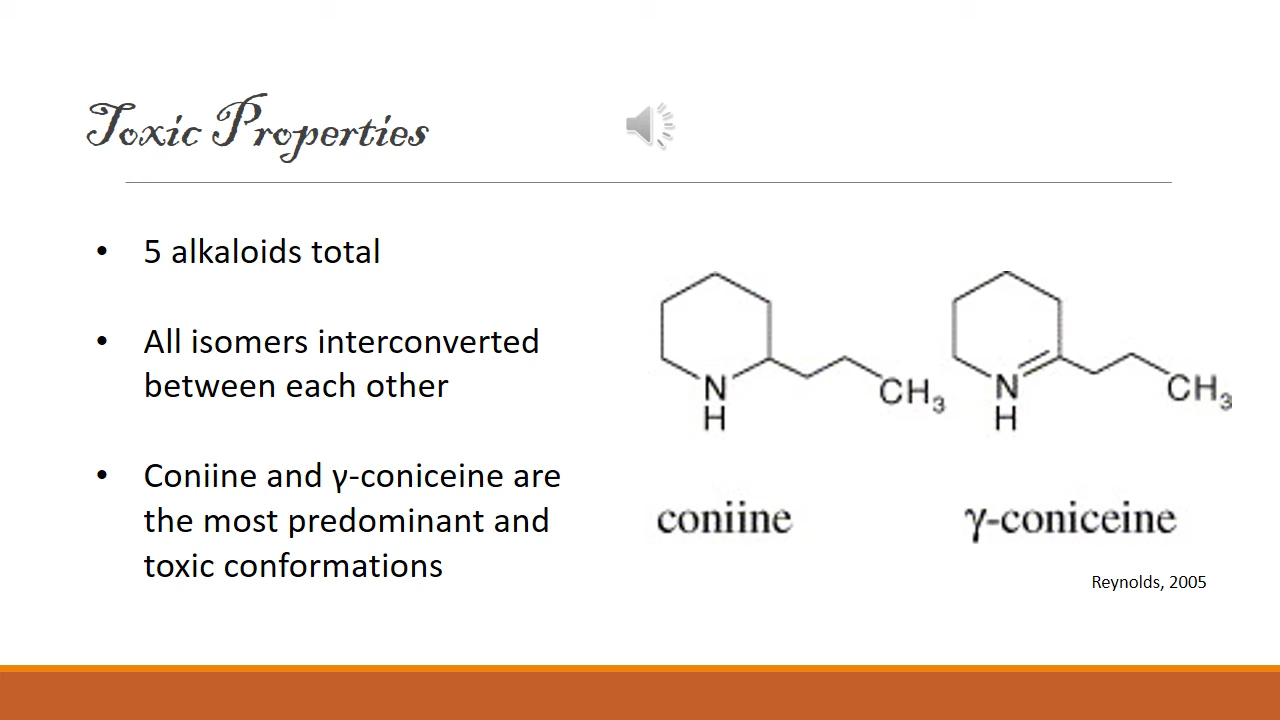 Toxic Properties
• 5 alkaloids total
• All isomers interconverted
between each other
• Coniine and γ-coniceine are
the most predominant and
toxic conformations
N
H
CH3
N
H
CH3
coniine
γ-coniceine
Reynolds, 2005